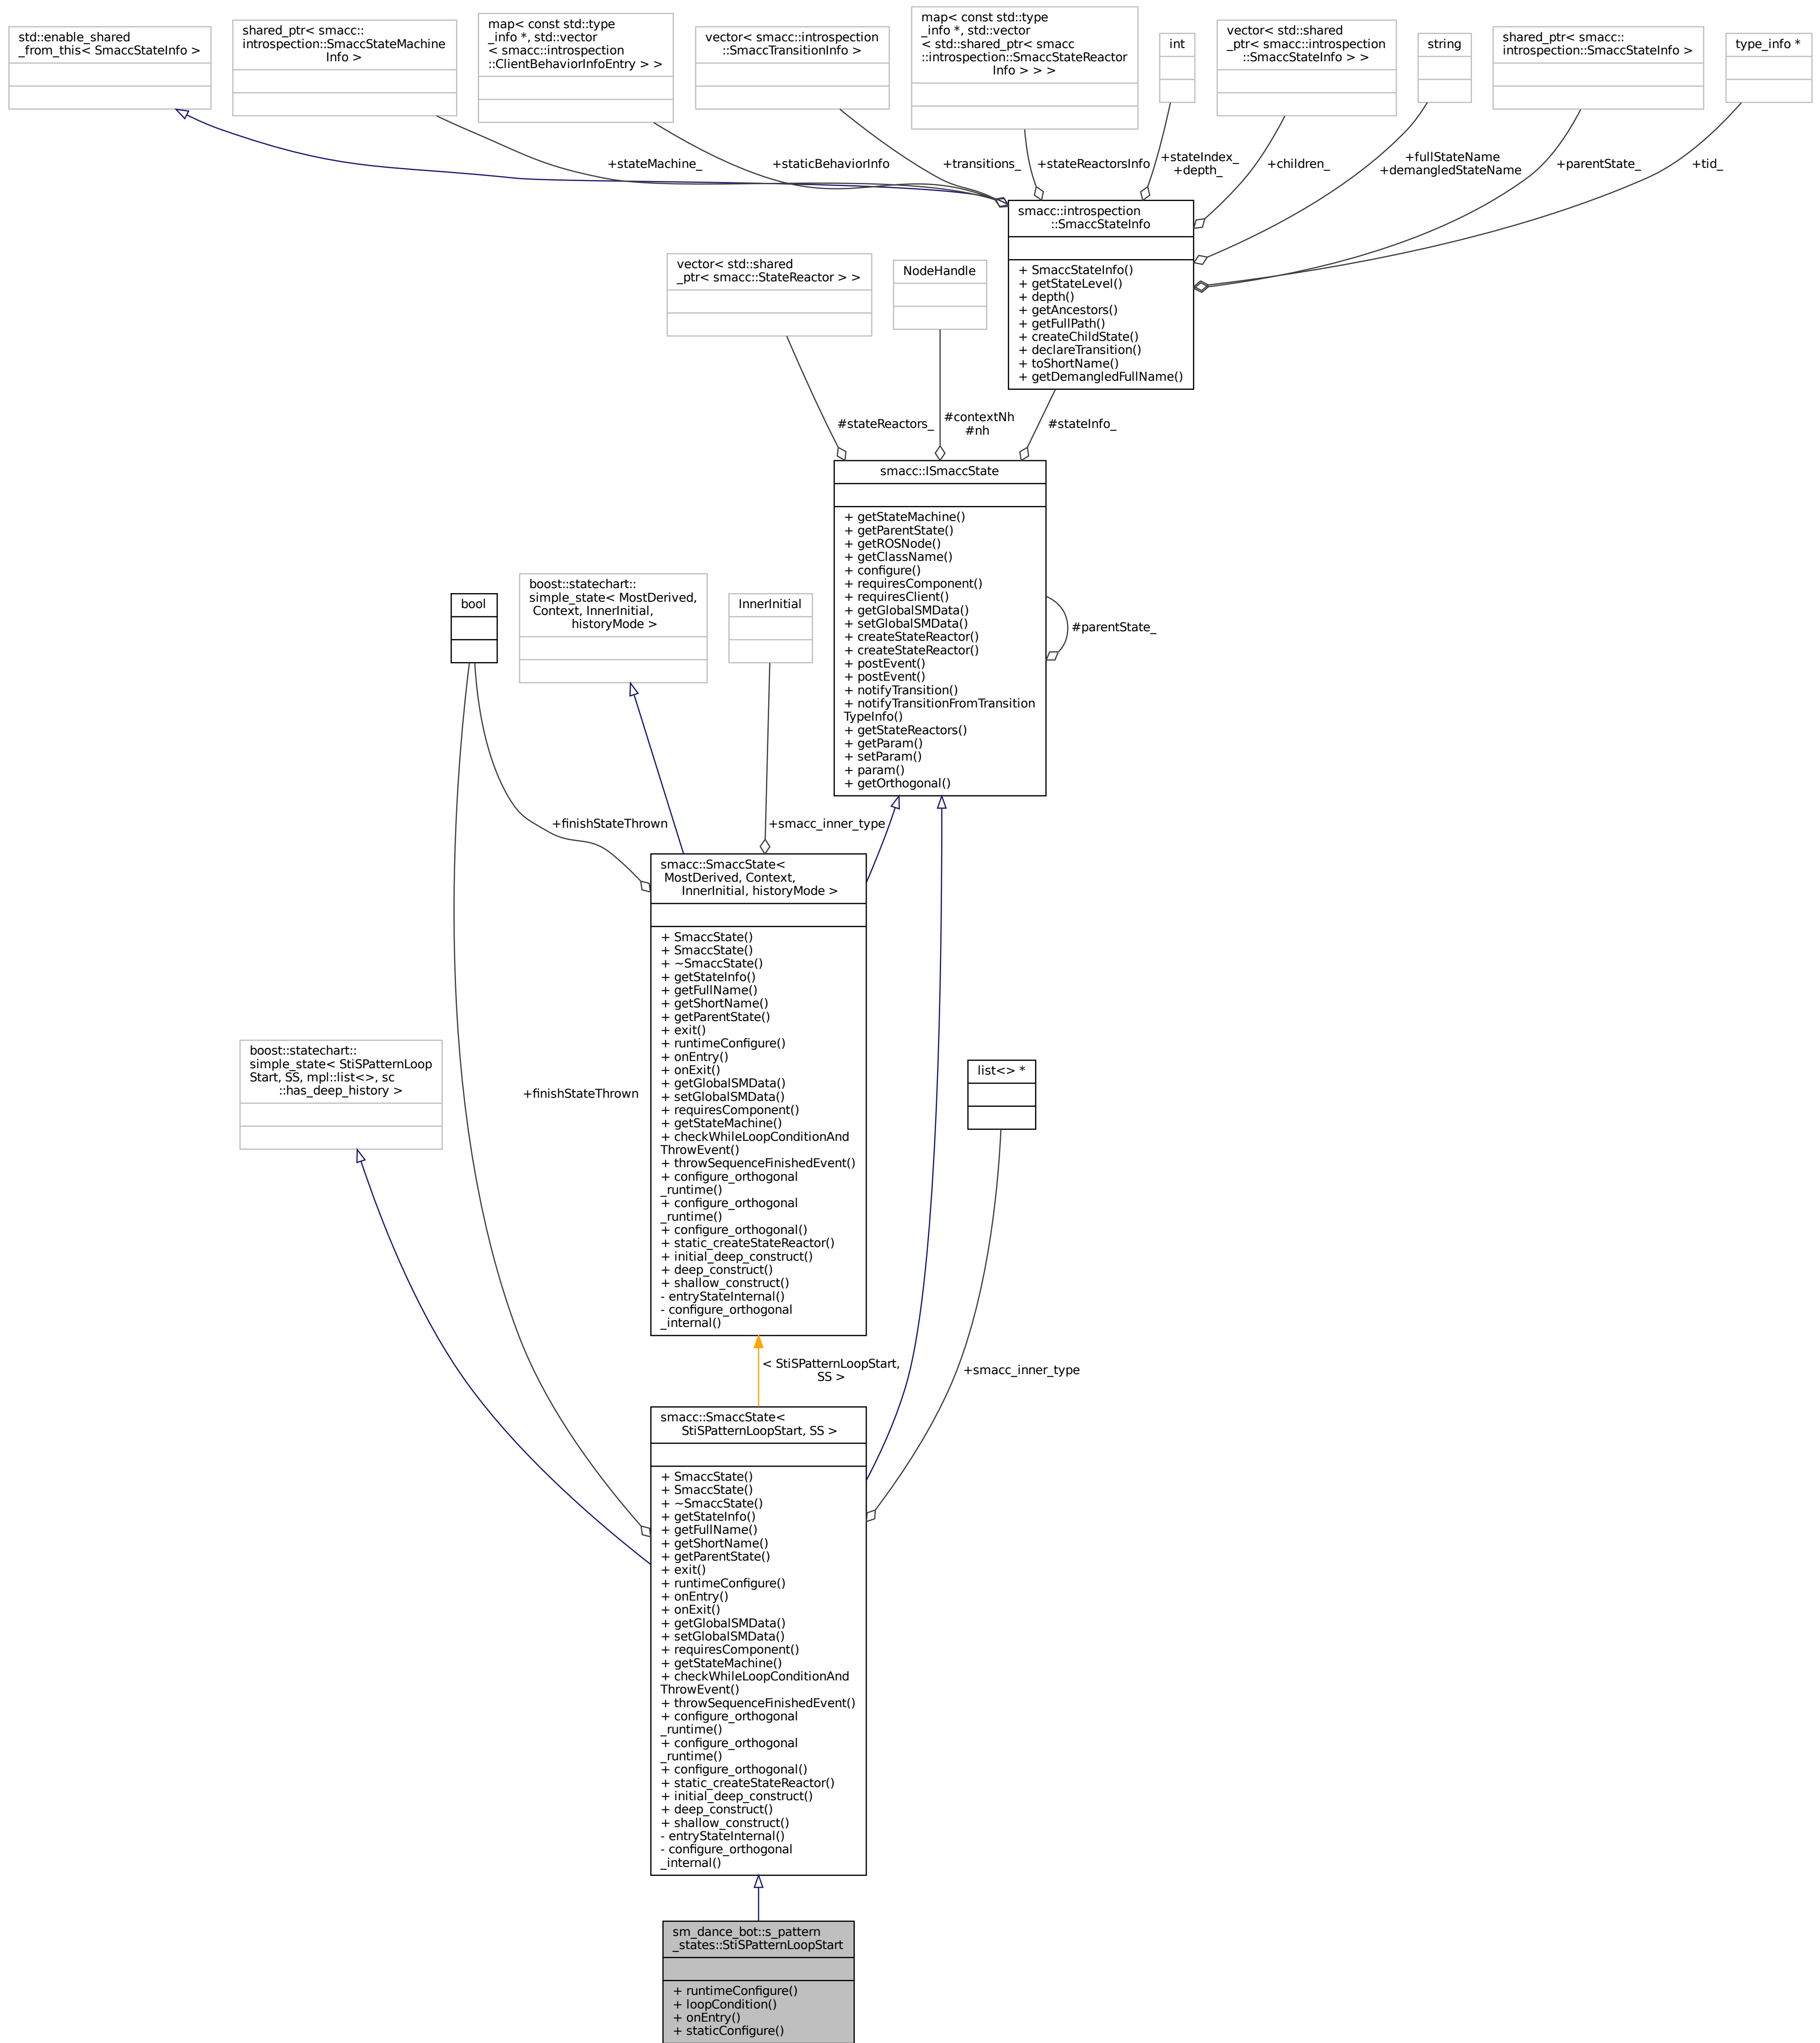 std::enable_shared
_from_this< SmaccStateInfo >
shared_ptr< smacc::
introspection::SmaccStateMachine
Info >
map< const std::type
_info *, std::vector
< smacc::introspection
::ClientBehaviorInfoEntry > >
vector< smacc::introspection
::SmaccTransitionInfo >
map< const std::type
_info *, std::vector
< std::shared_ptr< smacc
::introspection::SmaccStateReactor
Info > > >
int
vector< std::shared
_ptr< smacc::introspection
::SmaccStateInfo > >
string
shared_ptr< smacc::
introspection::SmaccStateInfo >
type_info *
+stateMachine_
+staticBehaviorInfo
+transitions_
+stateReactorsInfo
+stateIndex_
+depth_
+children_
+fullStateName
+demangledStateName
+parentState_
+tid_
smacc::introspection
::SmaccStateInfo
+ SmaccStateInfo()
+ getStateLevel()
+ depth()
+ getAncestors()
+ getFullPath()
+ createChildState()
+ declareTransition()
+ toShortName()
+ getDemangledFullName()
vector< std::shared
_ptr< smacc::StateReactor > >
NodeHandle
#stateReactors_
#contextNh
#nh
#stateInfo_
smacc::ISmaccState
+ getStateMachine()
+ getParentState()
+ getROSNode()
+ getClassName()
+ configure()
+ requiresComponent()
+ requiresClient()
+ getGlobalSMData()
+ setGlobalSMData()
+ createStateReactor()
+ createStateReactor()
+ postEvent()
+ postEvent()
+ notifyTransition()
+ notifyTransitionFromTransition
TypeInfo()
+ getStateReactors()
+ getParam()
+ setParam()
+ param()
+ getOrthogonal()
#parentState_
bool
boost::statechart::
simple_state< MostDerived,
Context, InnerInitial,
historyMode >
InnerInitial
+finishStateThrown
+smacc_inner_type
smacc::SmaccState<
MostDerived, Context,
InnerInitial, historyMode >
+ SmaccState()
+ SmaccState()
+ ~SmaccState()
+ getStateInfo()
+ getFullName()
+ getShortName()
+ getParentState()
+ exit()
+ runtimeConfigure()
+ onEntry()
+ onExit()
+ getGlobalSMData()
+ setGlobalSMData()
+ requiresComponent()
+ getStateMachine()
+ checkWhileLoopConditionAnd
ThrowEvent()
+ throwSequenceFinishedEvent()
+ configure_orthogonal
_runtime()
+ configure_orthogonal
_runtime()
+ configure_orthogonal()
+ static_createStateReactor()
+ initial_deep_construct()
+ deep_construct()
+ shallow_construct()
- entryStateInternal()
- configure_orthogonal
_internal()
boost::statechart::
simple_state< StiSPatternLoop
Start, SS, mpl::list<>, sc
::has_deep_history >
+finishStateThrown
list<> *
< StiSPatternLoopStart,
SS >
+smacc_inner_type
smacc::SmaccState<
StiSPatternLoopStart, SS >
+ SmaccState()
+ SmaccState()
+ ~SmaccState()
+ getStateInfo()
+ getFullName()
+ getShortName()
+ getParentState()
+ exit()
+ runtimeConfigure()
+ onEntry()
+ onExit()
+ getGlobalSMData()
+ setGlobalSMData()
+ requiresComponent()
+ getStateMachine()
+ checkWhileLoopConditionAnd
ThrowEvent()
+ throwSequenceFinishedEvent()
+ configure_orthogonal
_runtime()
+ configure_orthogonal
_runtime()
+ configure_orthogonal()
+ static_createStateReactor()
+ initial_deep_construct()
+ deep_construct()
+ shallow_construct()
- entryStateInternal()
- configure_orthogonal
_internal()
sm_dance_bot::s_pattern
_states::StiSPatternLoopStart
+ runtimeConfigure()
+ loopCondition()
+ onEntry()
+ staticConfigure()